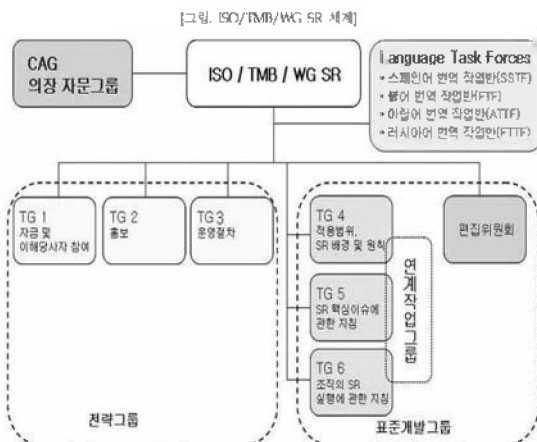 [그림. ISO/TMB/WG SR 체계]
CAG
의장 자문그룹
ISO / TMB / WG SR
Language Task Forces
• 스페인어 번역 작업반(SSTF)
• 불어 번역 작업반(FTF)
• 아랍어 번역 작업반(ATTF)
• 러시아어 번역 작업반(FTTF)
TG 1
자금 및
이해당사자 참여
TG 2
홍보
TG 3
운영절차
TG 4
적용범위,
SR 배경 및 원칙
편집위원회
연계작업그룹
TG 5
SR 핵심이슈에
관한 지침
TG 6
조직의 SR
실행에 관한 지침
전략그룹
표준개발그룹